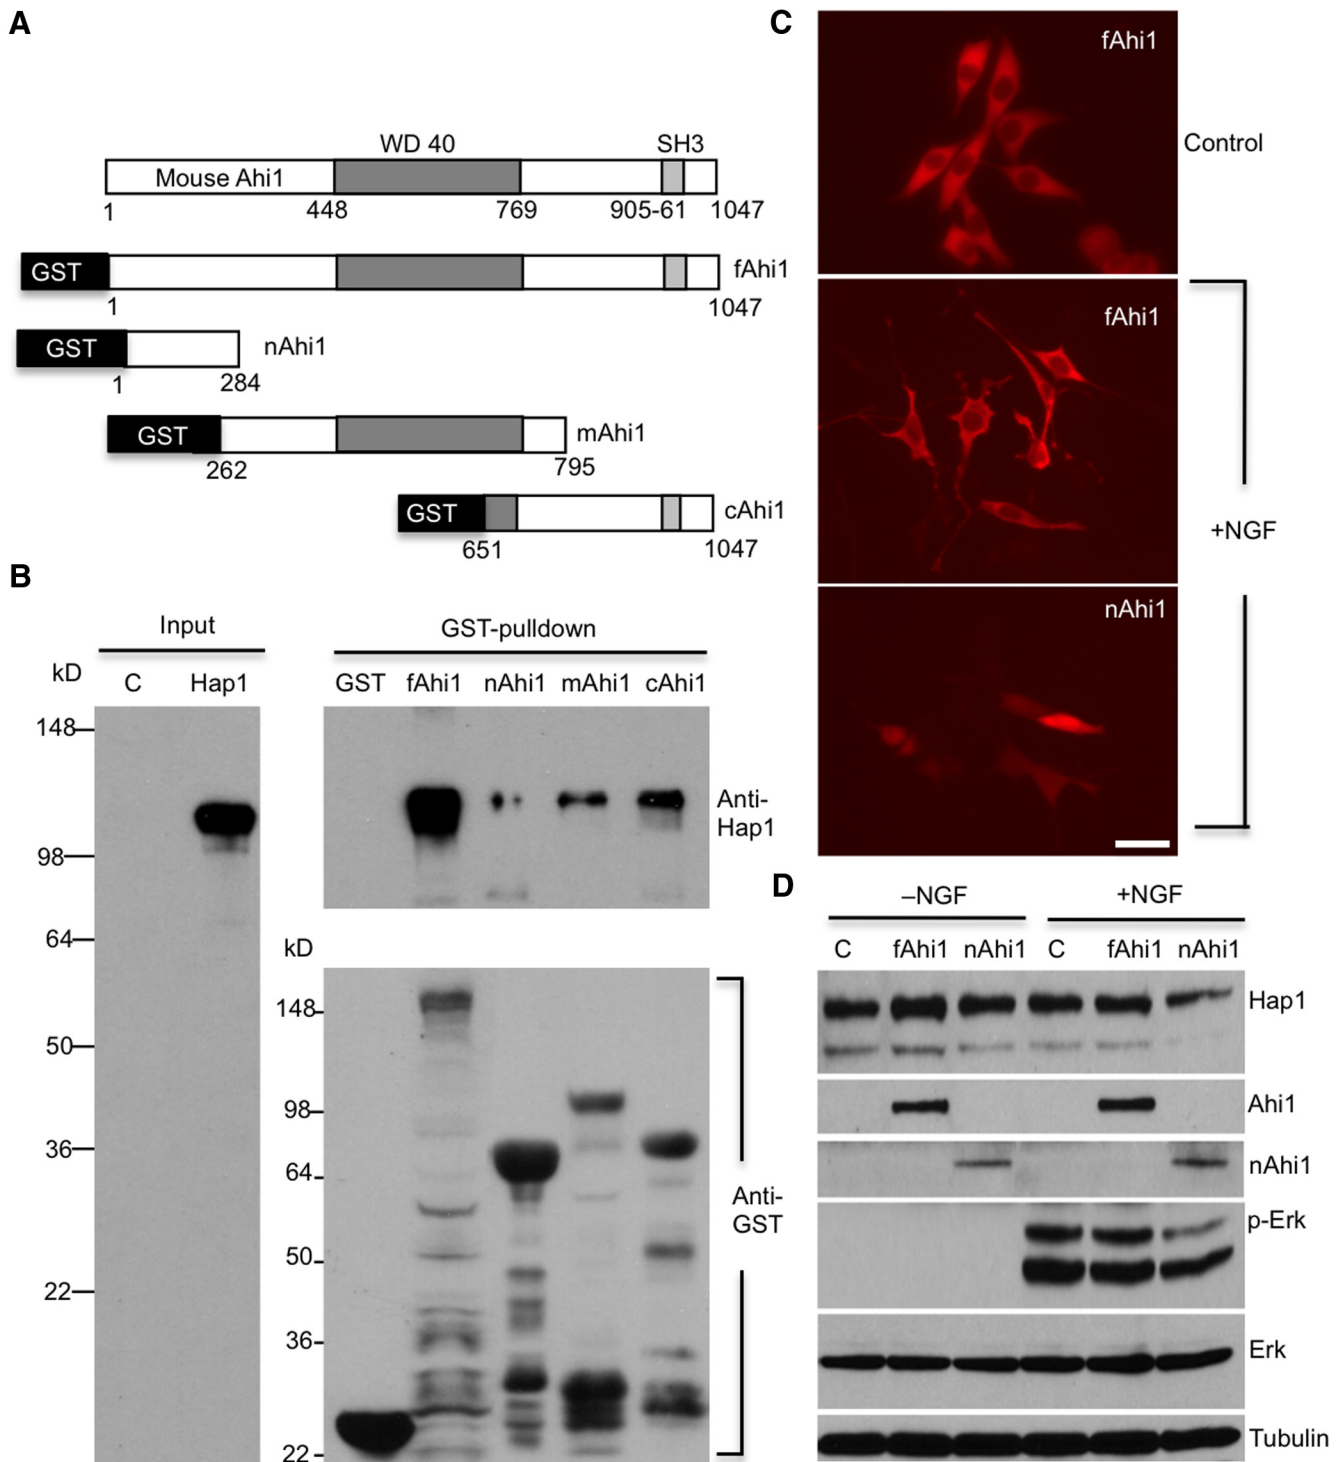 A
WD 40 SH3
Mouse Ahi1
1 448 769 905-61 1047
GST fAhi1
1 1047
GST nAhi1
1 284
GST mAhi1
262 795
GST cAhi1
651 1047
B
Input
kD C Hap1
148
98
64
50
36
22
GST-pulldown
GST fAhi1 nAhi1 mAhi1 cAhi1
Anti-
Hap1
kD
148
98
64
50
36
22
Anti-
GST
C
fAhi1
Control
fAhi1
+NGF
nAhi1
D
–NGF +NGF
C fAhi1 nAhi1 C fAhi1 nAhi1
Hap1
Ahi1
nAhi1
p-Erk
Erk
Tubulin